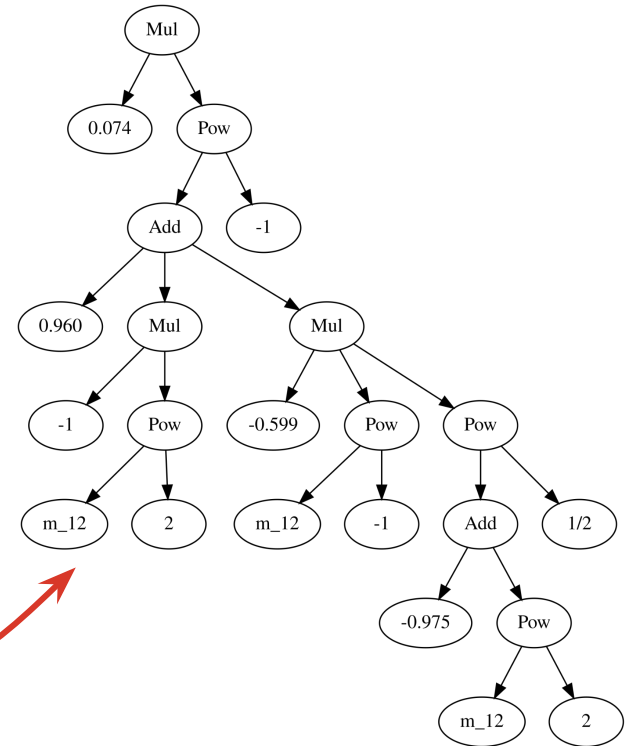 Mul
0.074 Pow
Add -1
0.960 Mul Mul
-1 Pow -0.599 Pow Pow
m_12 2 m_12 -1 Add 1/2
-0.975 Pow
m_12 2